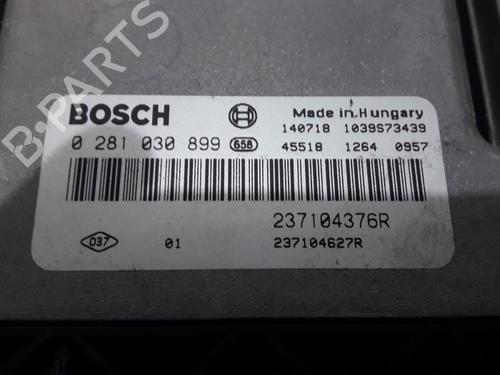 B-PARTS
BOSCH
Made in Hungary
140718 1039S73439
0 281 030 899 658
45518 1264 0957
237104376R
037 01 237104627R